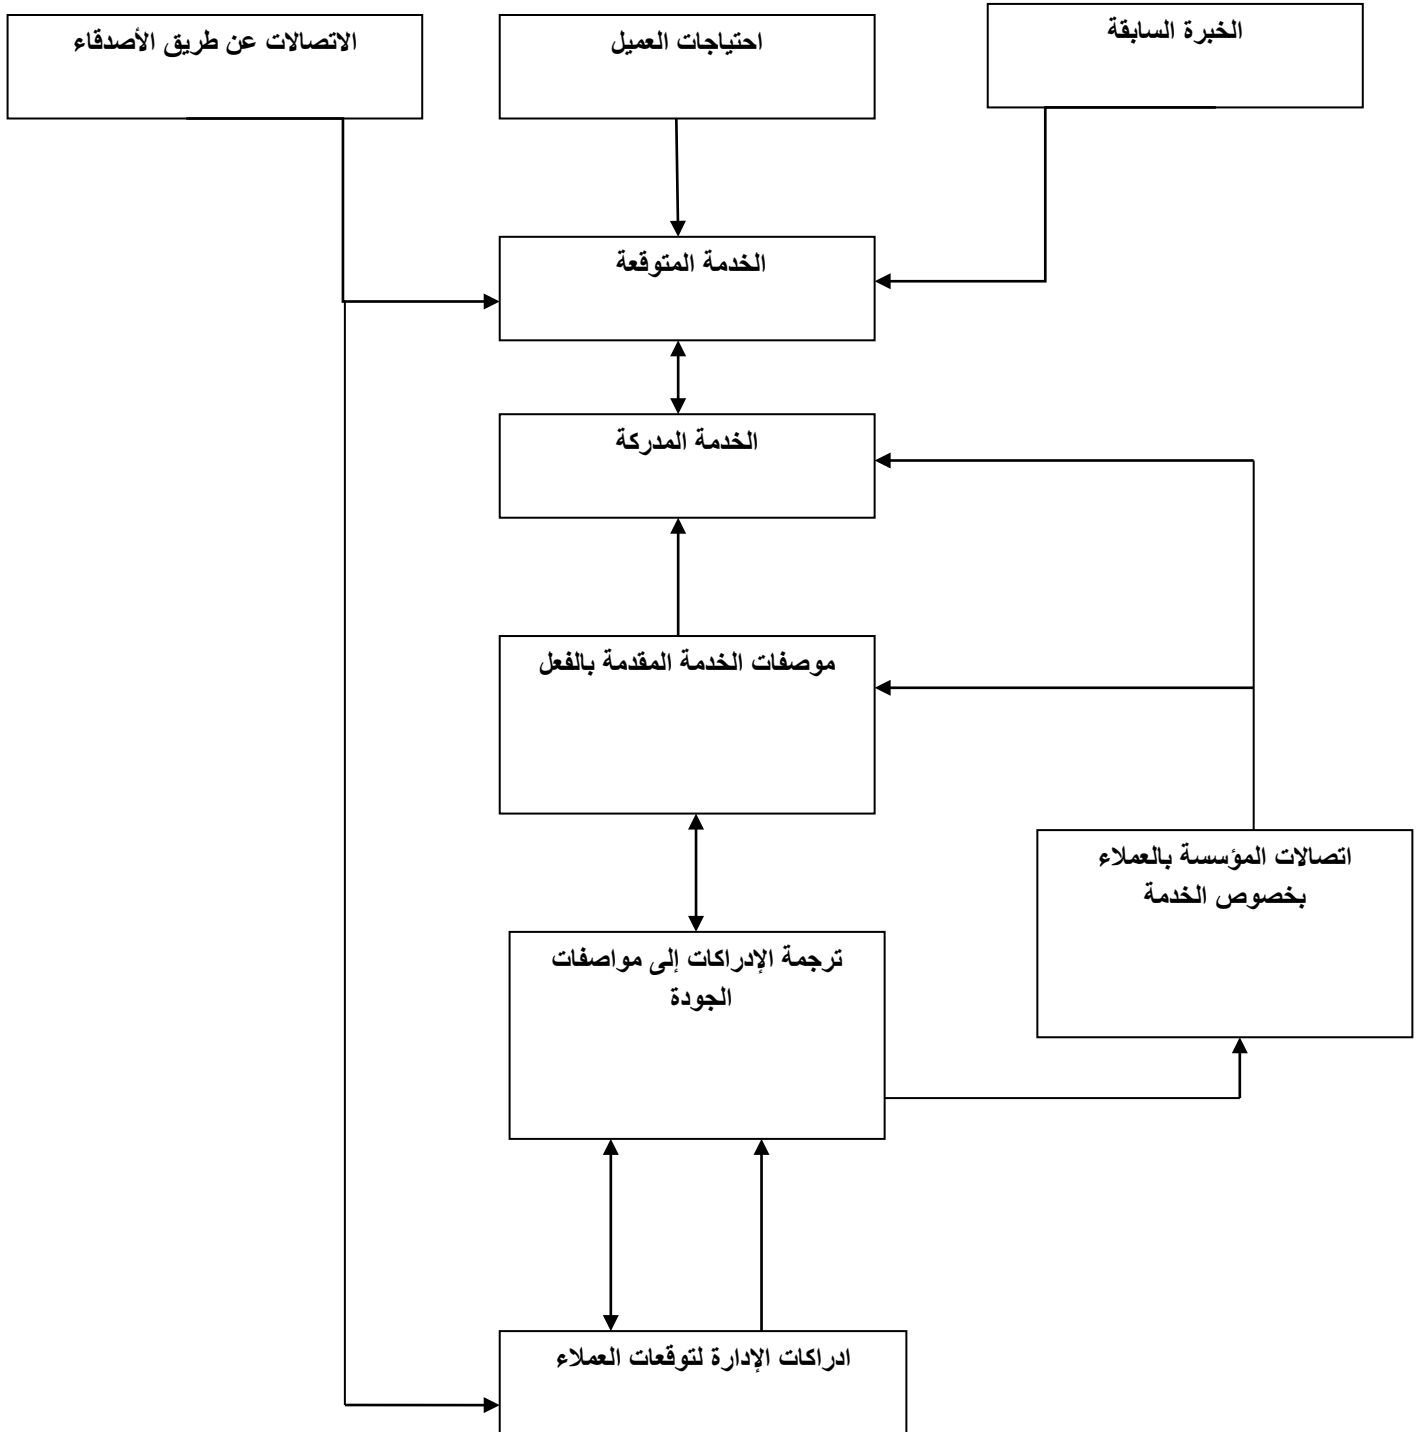 الخبرة السابقة
احتياجات العميل
الاتصالات عن طريق الأصدقاء
الخدمة المتوقعة
الخدمة المدركة
موصفات الخدمة المقدمة بالفعل
اتصالات المؤسسة بالعملاء
بخصوص الخدمة
ترجمة الإدراكات إلى مواصفات
الجودة
ادراكات الإدارة لتوقعات العملاء